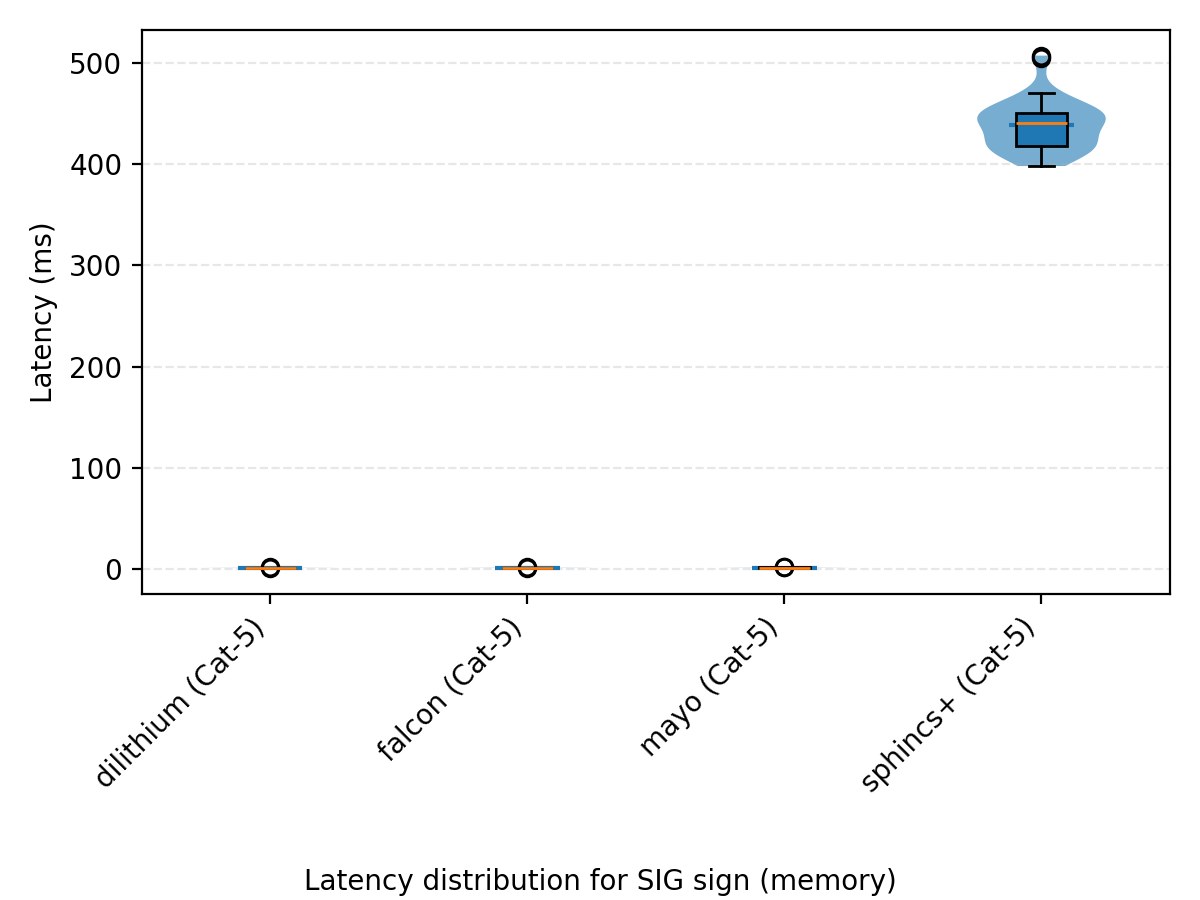 500
400
300
200
100
0
Latency (ms)
dilithium (Cat-5)
falcon (Cat-5)
mayo (Cat-5)
sphincs+ (Cat-5)
Latency distribution for SIG sign (memory)